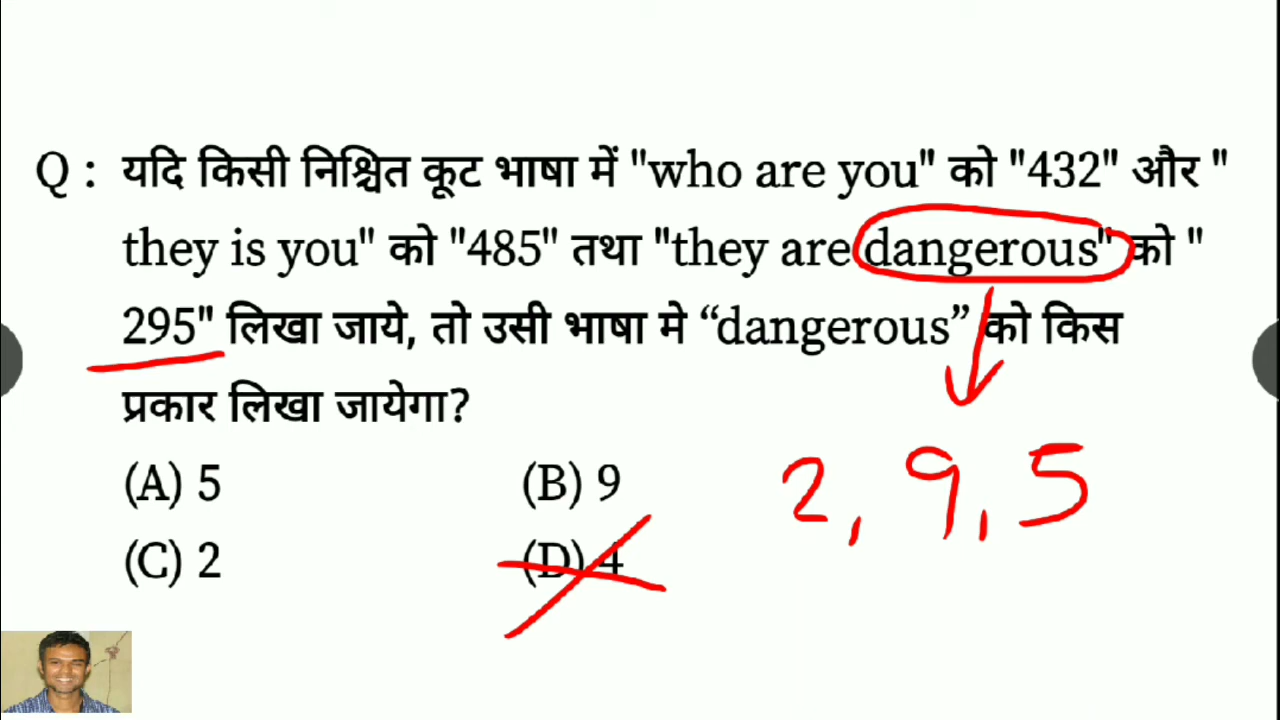 Q : यदि किसी निश्चित कूट भाषा में "who are you" को "432" और "
they is you" को "485" तथा "they are dangerous" को "
295" लिखा जाये, तो उसी भाषा मे “dangerous” को किस
प्रकार लिखा जायेगा?
(A) 5 (B) 9
(C) 2 (D) 4
2, 9, 5